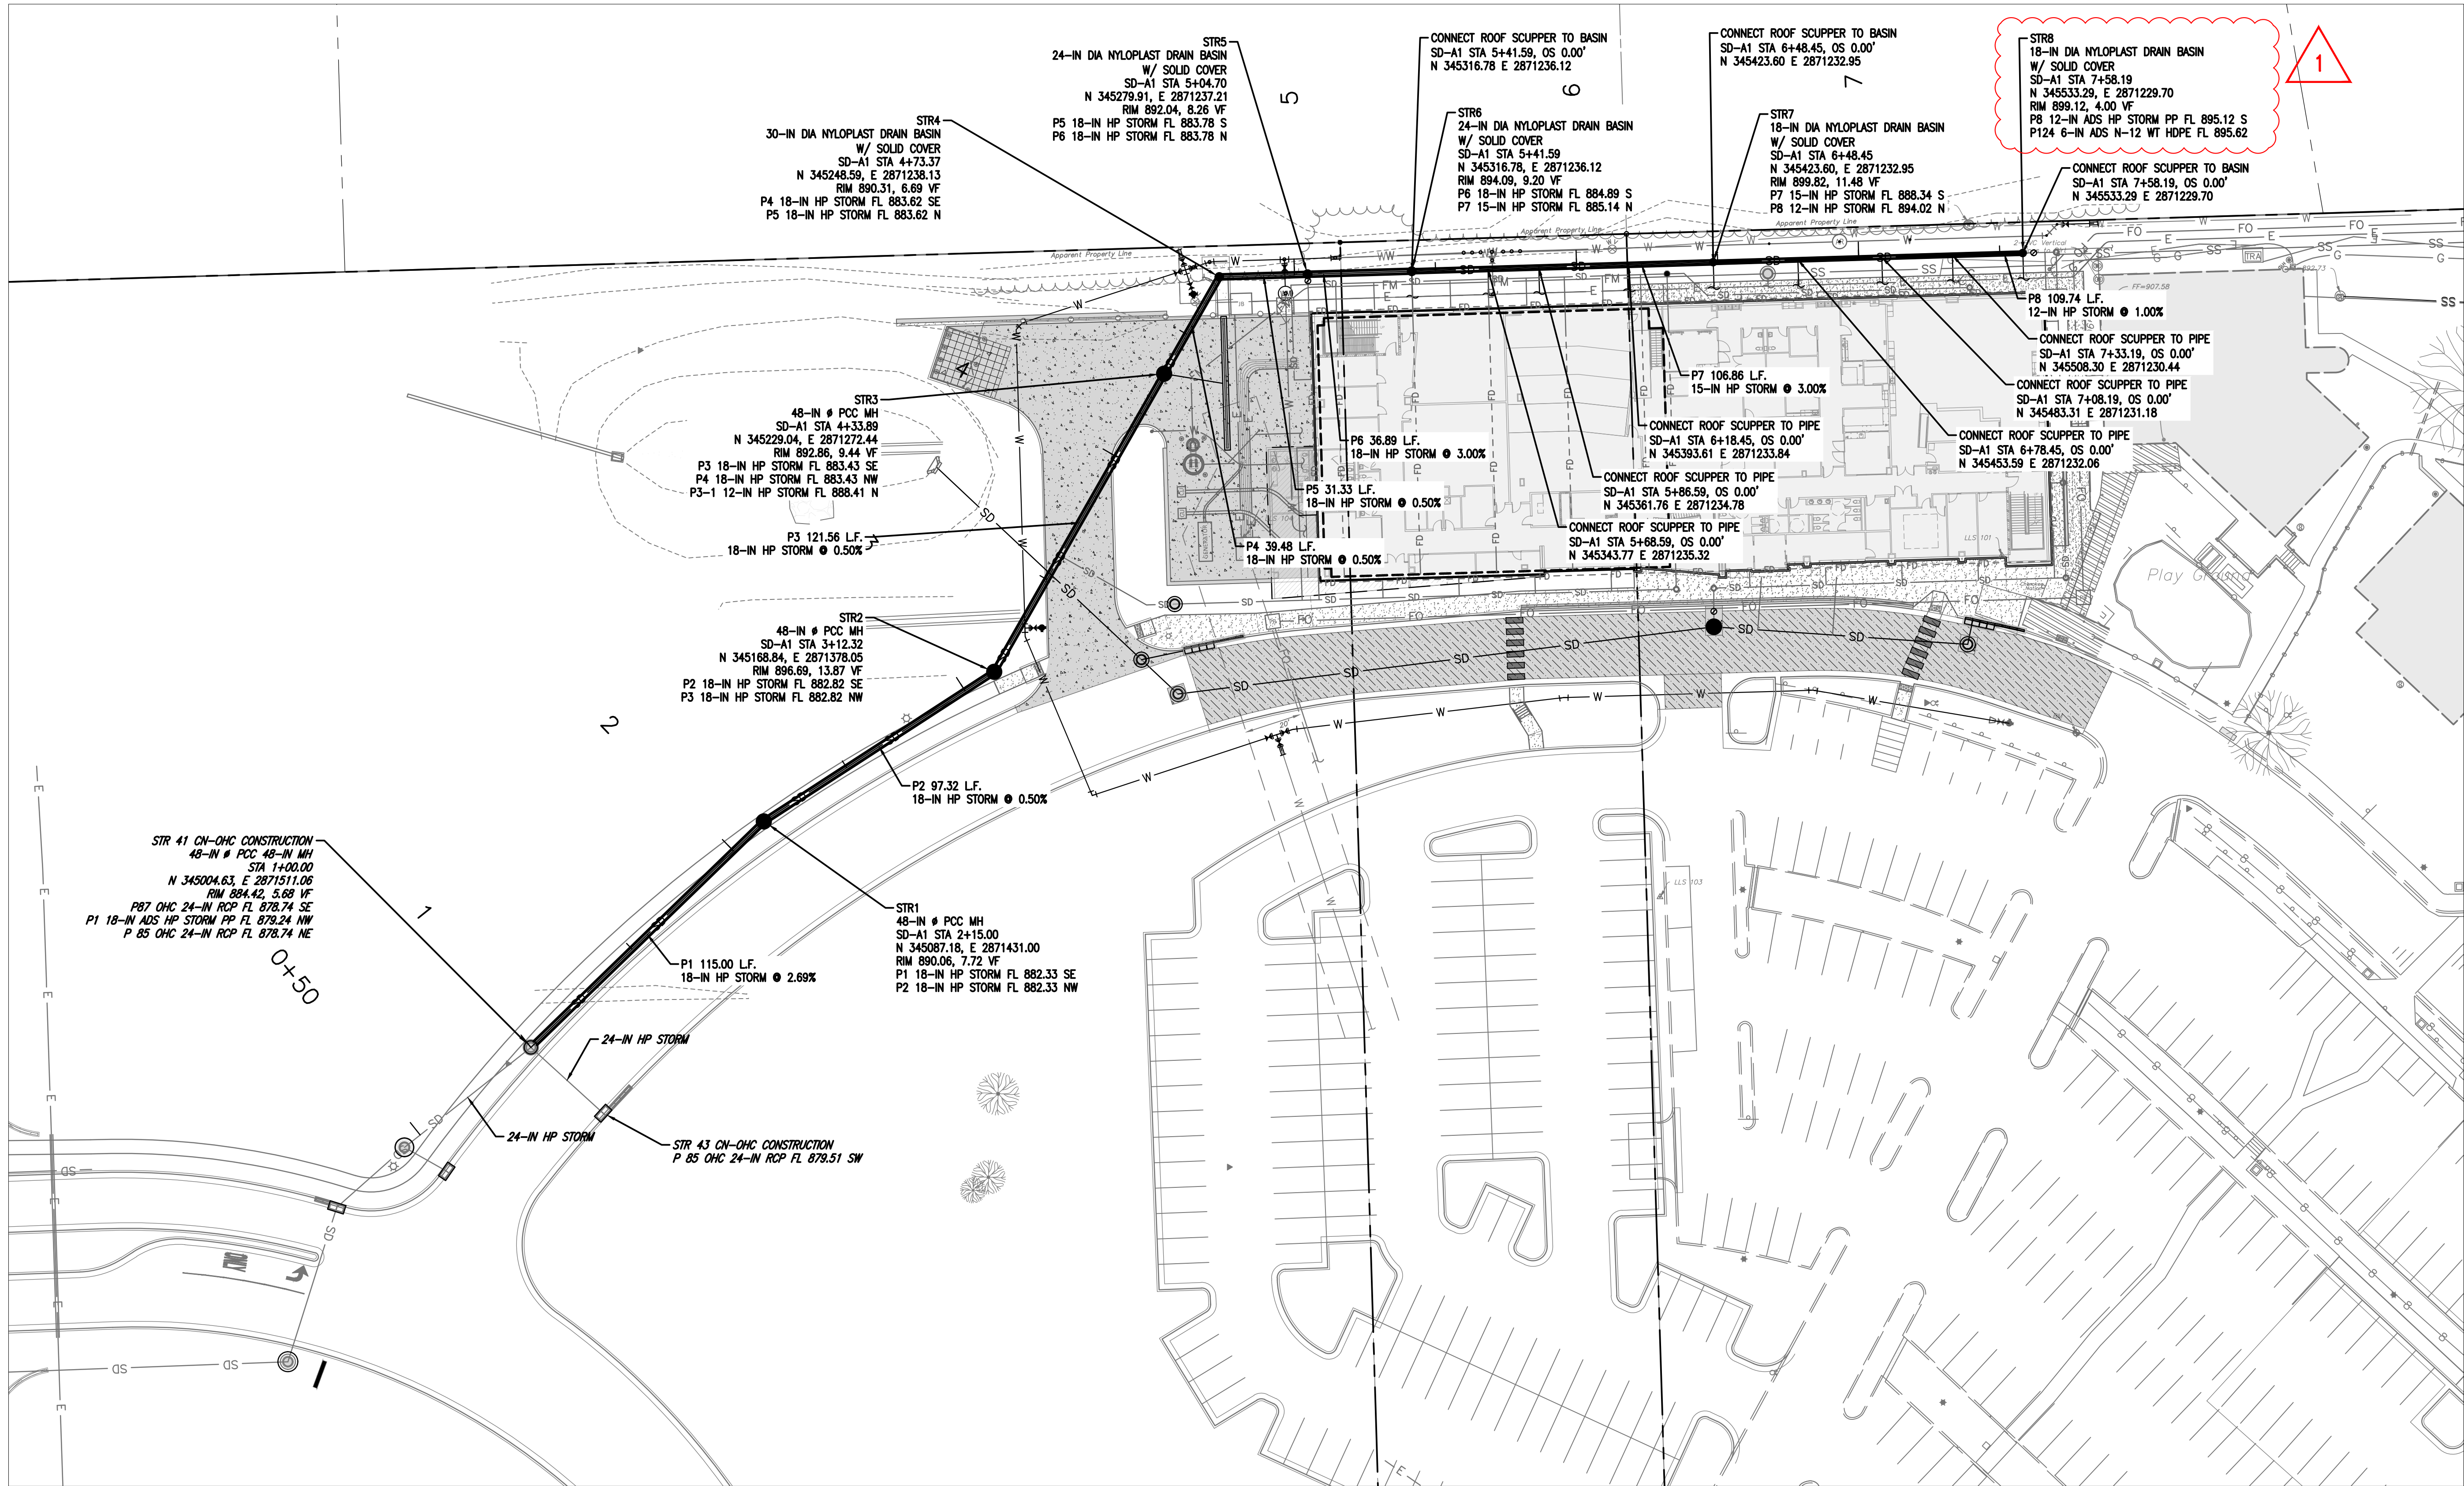 STR5
24-IN DIA NYLOPLAST DRAIN BASIN
W/ SOLID COVER
SD-A1 STA 5+04.70
N 345279.91, E 2871237.21
RIM 892.04, 8.26 VF
P5 18-IN HP STORM FL 883.78 S
P6 18-IN HP STORM FL 883.78 N
5
CONNECT ROOF SCUPPER TO BASIN
SD-A1 STA 5+41.59, OS 0.00'
N 345316.78 E 2871236.12
6
CONNECT ROOF SCUPPER TO BASIN
SD-A1 STA 6+48.45, OS 0.00'
N 345423.60 E 2871232.95
7
STR8
18-IN DIA NYLOPLAST DRAIN BASIN
W/ SOLID COVER
SD-A1 STA 7+58.19
N 345533.29, E 2871229.70
RIM 899.12, 4.00 VF
P8 12-IN ADS HP STORM PP FL 895.12 S
P124 6-IN ADS N-12 WT HDPE FL 895.62
1
STR4
30-IN DIA NYLOPLAST DRAIN BASIN
W/ SOLID COVER
SD-A1 STA 4+73.37
N 345248.59, E 2871238.13
RIM 890.31, 6.69 VF
P4 18-IN HP STORM FL 883.62 SE
P5 18-IN HP STORM FL 883.62 N
STR6
24-IN DIA NYLOPLAST DRAIN BASIN
W/ SOLID COVER
SD-A1 STA 5+41.59
N 345316.78, E 2871236.12
RIM 894.09, 9.20 VF
P6 18-IN HP STORM FL 884.89 S
P7 15-IN HP STORM FL 885.14 N
STR7
18-IN DIA NYLOPLAST DRAIN BASIN
W/ SOLID COVER
SD-A1 STA 6+48.45
N 345423.60, E 2871232.95
RIM 899.82, 11.48 VF
P7 15-IN HP STORM FL 888.34 S
P8 12-IN HP STORM FL 894.02 N
CONNECT ROOF SCUPPER TO BASIN
SD-A1 STA 7+58.19, OS 0.00'
N 345533.29 E 2871229.70
Apparent Property Line
Apparent Property Line
Apparent Property Line
TRA
FF=907.58
P8 109.74 L.F.
12-IN HP STORM @ 1.00%
CONNECT ROOF SCUPPER TO PIPE
SD-A1 STA 7+33.19, OS 0.00'
N 345508.30 E 2871230.44
CONNECT ROOF SCUPPER TO PIPE
SD-A1 STA 7+08.19, OS 0.00'
N 345483.31 E 2871231.18
CONNECT ROOF SCUPPER TO PIPE
SD-A1 STA 6+78.45, OS 0.00'
N 345453.59 E 2871232.06
P7 106.86 L.F.
15-IN HP STORM @ 3.00%
CONNECT ROOF SCUPPER TO PIPE
SD-A1 STA 6+18.45, OS 0.00'
N 345393.61 E 2871233.84
CONNECT ROOF SCUPPER TO PIPE
SD-A1 STA 5+86.59, OS 0.00'
N 345361.76 E 2871234.78
CONNECT ROOF SCUPPER TO PIPE
SD-A1 STA 5+68.59, OS 0.00'
N 345343.77 E 2871235.32
P6 36.89 L.F.
18-IN HP STORM @ 3.00%
P5 31.33 L.F.
18-IN HP STORM @ 0.50%
P4 39.48 L.F.
18-IN HP STORM @ 0.50%
4
STR3
48-IN ø PCC MH
SD-A1 STA 4+33.89
N 345229.04, E 2871272.44
RIM 892.86, 9.44 VF
P3 18-IN HP STORM FL 883.43 SE
P4 18-IN HP STORM FL 883.43 NW
P3-1 12-IN HP STORM FL 888.41 N
P3 121.56 L.F.
18-IN HP STORM @ 0.50%
LLS 101
Play Ground
STR2
48-IN ø PCC MH
SD-A1 STA 3+12.32
N 345168.84, E 2871378.05
RIM 896.69, 13.87 VF
P2 18-IN HP STORM FL 882.82 SE
P3 18-IN HP STORM FL 882.82 NW
2
P2 97.32 L.F.
18-IN HP STORM @ 0.50%
STR 41 CN-OHC CONSTRUCTION
48-IN ø PCC 48-IN MH
STA 1+00.00
N 345004.63, E 2871511.06
RIM 884.42, 5.68 VF
P87 OHC 24-IN RCP FL 878.74 SE
P1 18-IN ADS HP STORM PP FL 879.24 NW
P 85 OHC 24-IN RCP FL 878.74 NE
1
0+50
LLS 103
STR1
48-IN ø PCC MH
SD-A1 STA 2+15.00
N 345087.18, E 2871431.00
RIM 890.06, 7.72 VF
P1 18-IN HP STORM FL 882.33 SE
P2 18-IN HP STORM FL 882.33 NW
P1 115.00 L.F.
18-IN HP STORM @ 2.69%
24-IN HP STORM
24-IN HP STORM
STR 43 CN-OHC CONSTRUCTION
P 85 OHC 24-IN RCP FL 879.51 SW
ONLY